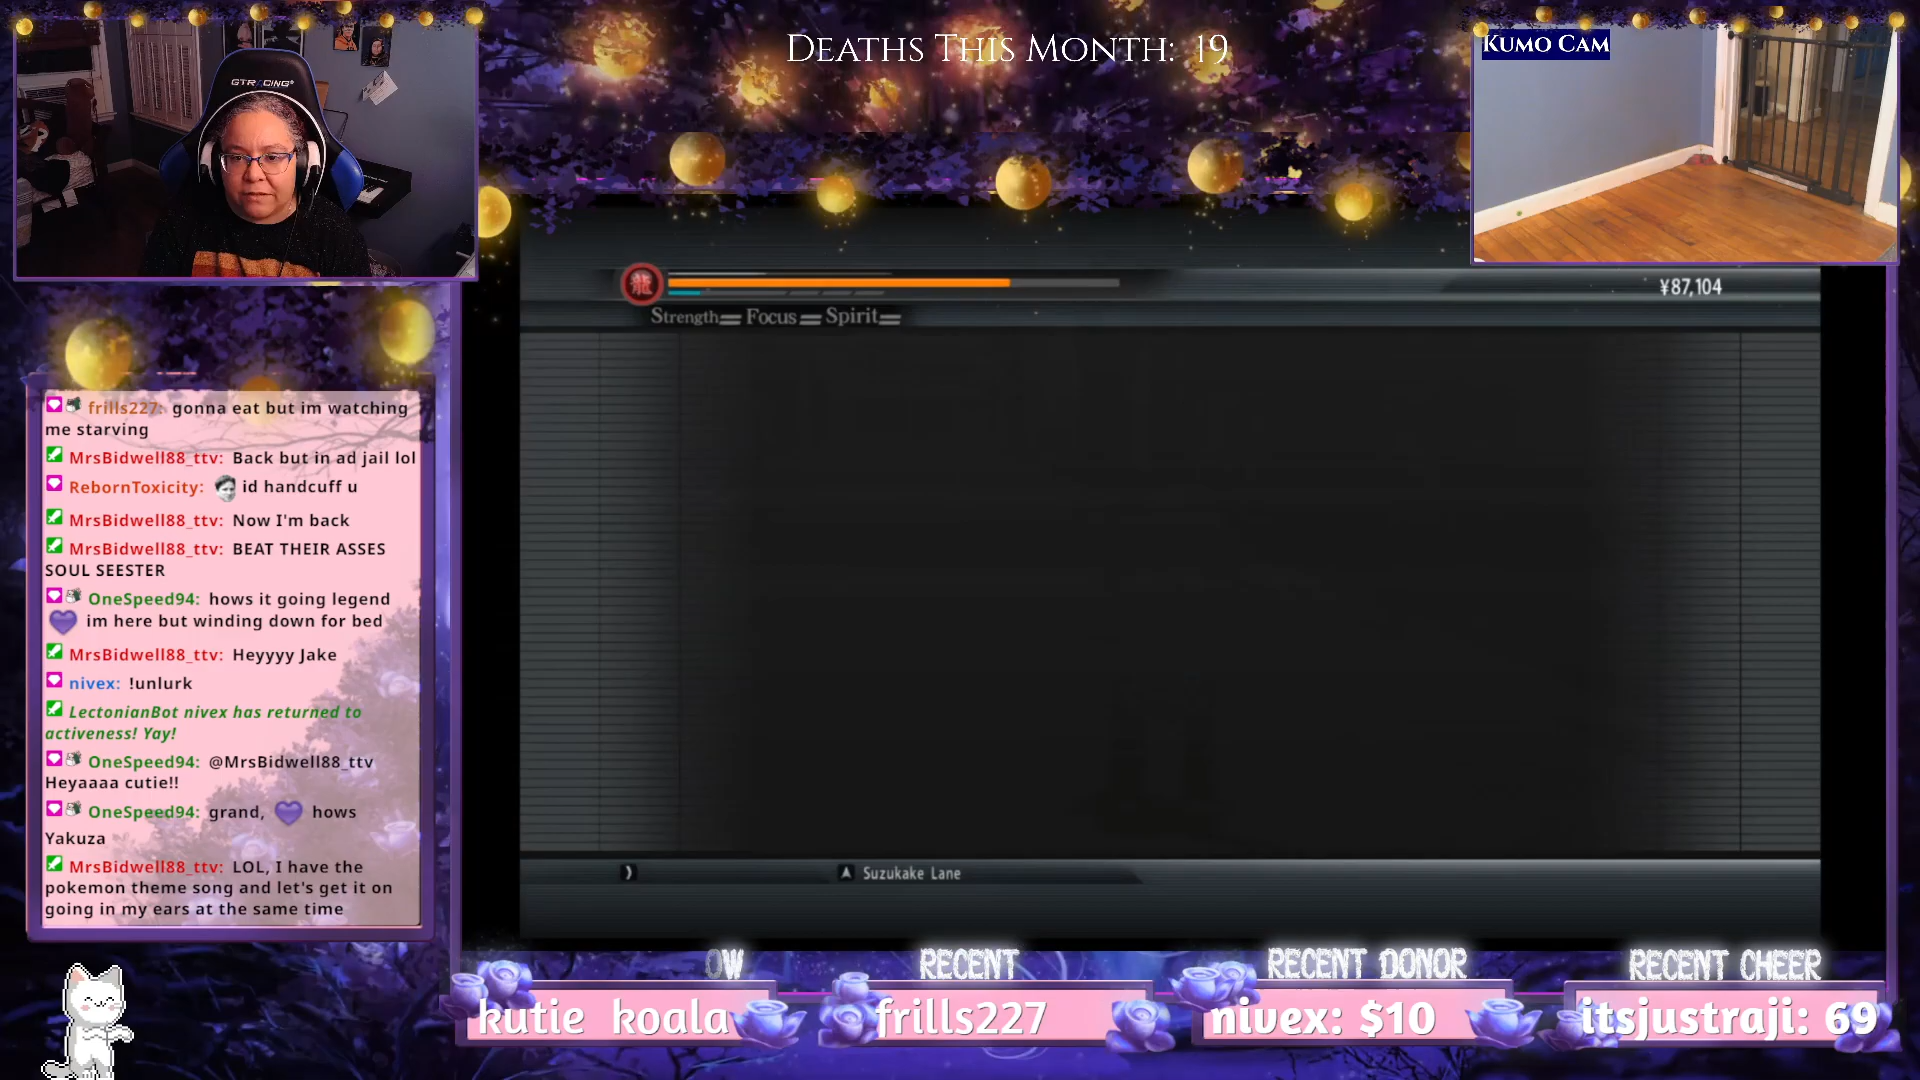 DEATHS THIS MONTH: 19
KUMO CAM
GTRACING
龍
¥87,104
Strength Focus Spirit
frills227: gonna eat but im watching
me starving
MrsBidwell88_ttv: Back but in ad jail lol
RebornToxicity: id handcuff u
MrsBidwell88_ttv: Now I'm back
MrsBidwell88_ttv: BEAT THEIR ASSES
SOUL SEESTER
OneSpeed94: hows it going legend
im here but winding down for bed
MrsBidwell88_ttv: Heyyyy Jake
nivex: !unlurk
LectonianBot nivex has returned to
activeness! Yay!
OneSpeed94: @MrsBidwell88_ttv
Heyaaaa cutie!!
OneSpeed94: grand, hows
Yakuza
MrsBidwell88_ttv: LOL, I have the
pokemon theme song and let's get it on
going in my ears at the same time
Suzukake Lane
OW
RECENT
RECENT DONOR
RECENT CHEER
kutie koala
frills227
nivex: $10
itsjustraji: 69